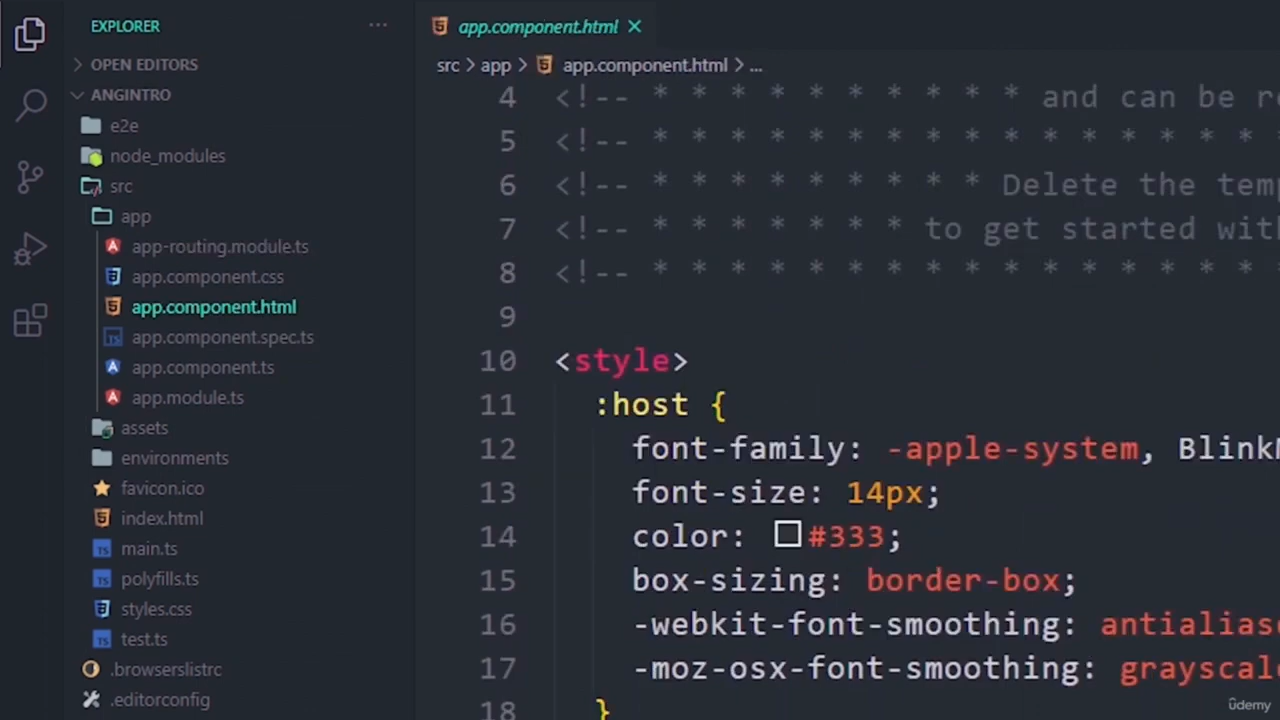 EXPLORER
···
OPEN EDITORS
ANGINTRO
e2e
node_modules
src
app
app-routing.module.ts
app.component.css
app.component.html
app.component.spec.ts
app.component.ts
app.module.ts
assets
environments
favicon.ico
index.html
main.ts
polyfills.ts
styles.css
test.ts
.browserslistrc
.editorconfig
app.component.html
src > app > app.component.html > ...
4 <!-- * * * * * * * * * * and can be
5 <!-- * * * * * * * * * * * * * * * *
6 <!-- * * * * * * * * * Delete the
7 <!-- * * * * * * * to get started
8 <!-- * * * * * * * * * * * * * * * *
9
10 <style>
11 :host {
12 font-family: -apple-system,
13 font-size: 14px;
14 color: #333;
15 box-sizing: border-box;
16 -webkit-font-smoothing:
17 -moz-osx-font-smoothing:
18 }
udemy